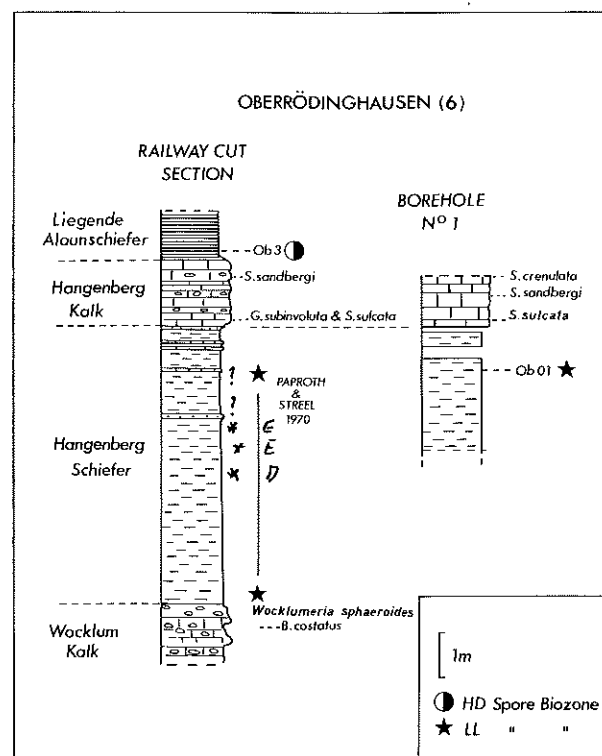 OBERRÖDINGHAUSEN (6)
RAILWAY CUT
SECTION
BOREHOLE
Nº 1
Liegende
Alaunschiefer
Ob3
HD
Hangenberg
Kalk
S.sandbergi
G.subinvoluta & S.sulcata
S.crenulata
S.sandbergi
S.sulcata
Ob 01
PAPROTH
&
STREEL
1970
E
E
D
Hangenberg
Schiefer
Wocklumeria sphaeroides
B.costatus
Wocklum
Kalk
1m
HD Spore Biozone
LL " "